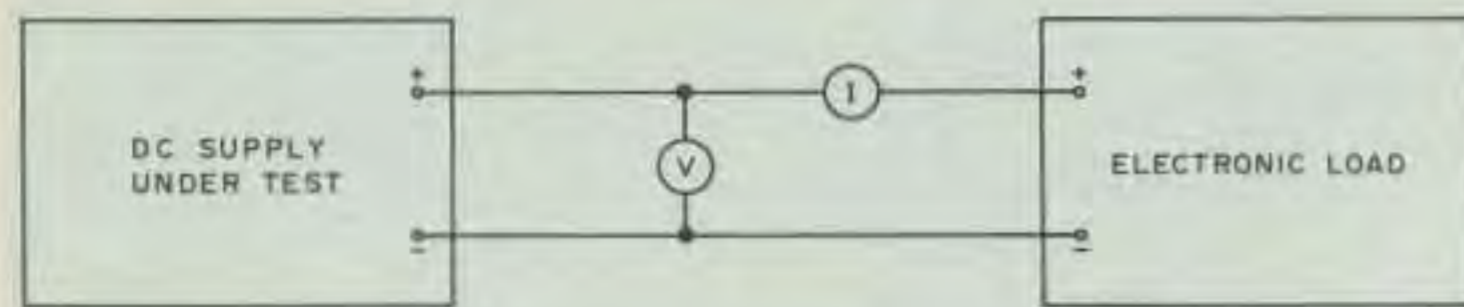 +
+
I
DC SUPPLY
UNDER TEST
V
ELECTRONIC LOAD
-
-